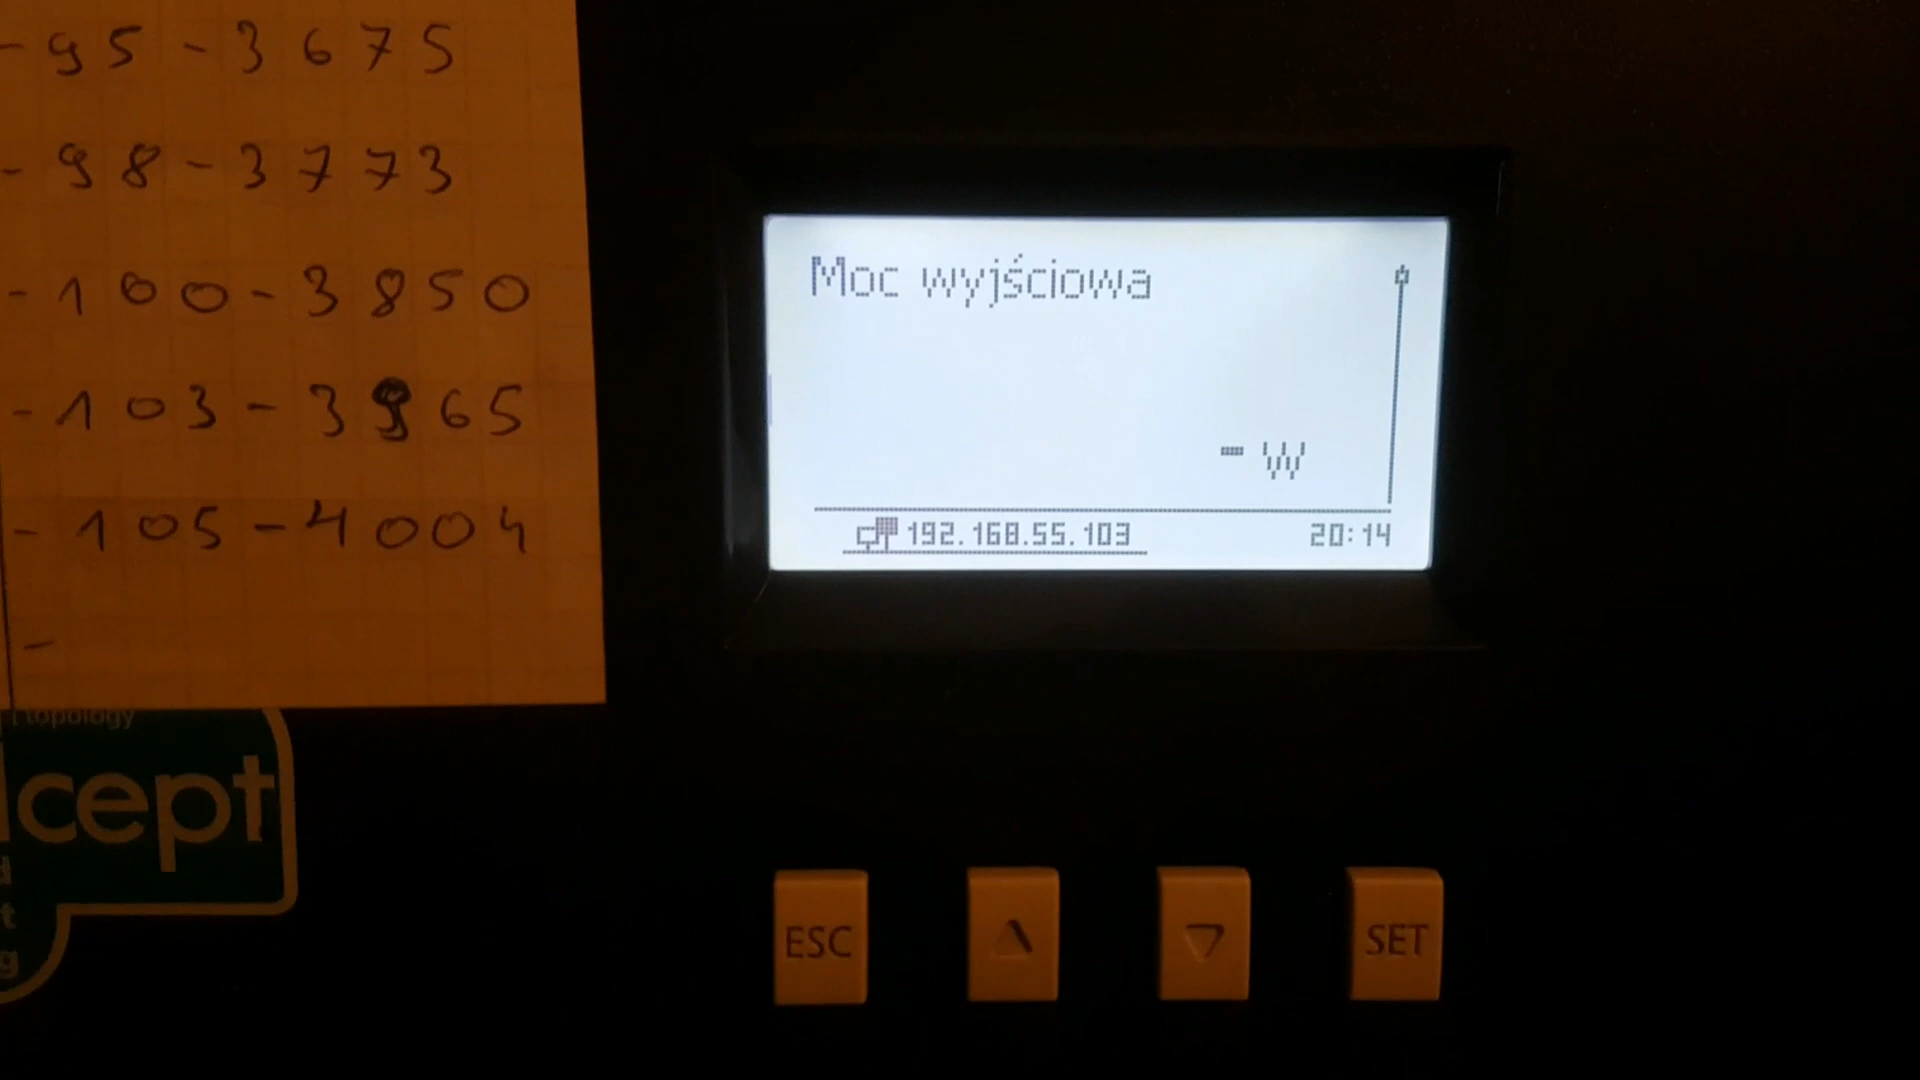 - 95 - 3675
- 98 - 3773
- 100 - 3850
- 103 - 3965
- 105 - 4004
-
topology
cept
d
t
g
Moc wyjściowa
- W
192.168.55.103 20:14
ESC
SET